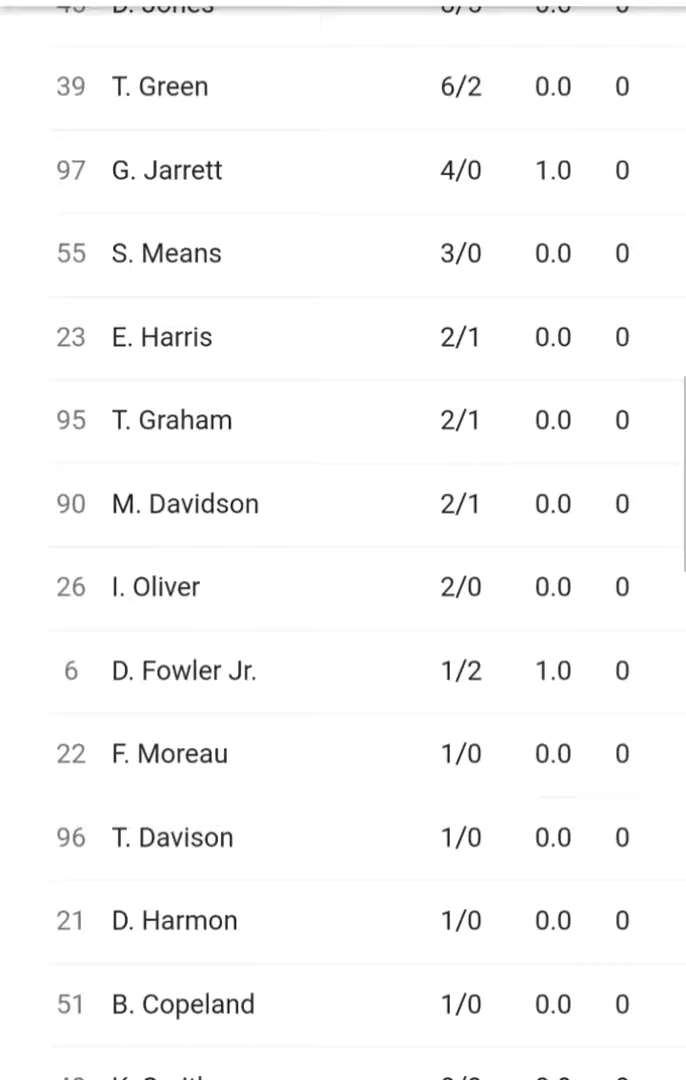 D. Jones
39 T. Green 6/2 0.0 0
97 G. Jarrett 4/0 1.0 0
55 S. Means 3/0 0.0 0
23 E. Harris 2/1 0.0 0
95 T. Graham 2/1 0.0 0
90 M. Davidson 2/1 0.0 0
26 I. Oliver 2/0 0.0 0
6 D. Fowler Jr. 1/2 1.0 0
22 F. Moreau 1/0 0.0 0
96 T. Davison 1/0 0.0 0
21 D. Harmon 1/0 0.0 0
51 B. Copeland 1/0 0.0 0